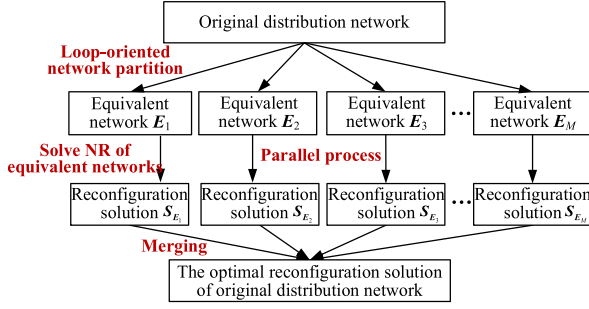 Original distribution network
Loop-oriented
network partition
Equivalent
network E1
Equivalent
network E2
Equivalent
network E3
...
Equivalent
network EM
Solve NR of
equivalent networks
Parallel process
Reconfiguration
solution SE1
Reconfiguration
solution SE2
Reconfiguration
solution SE3
...
Reconfiguration
solution SEM
Merging
The optimal reconfiguration solution
of original distribution network